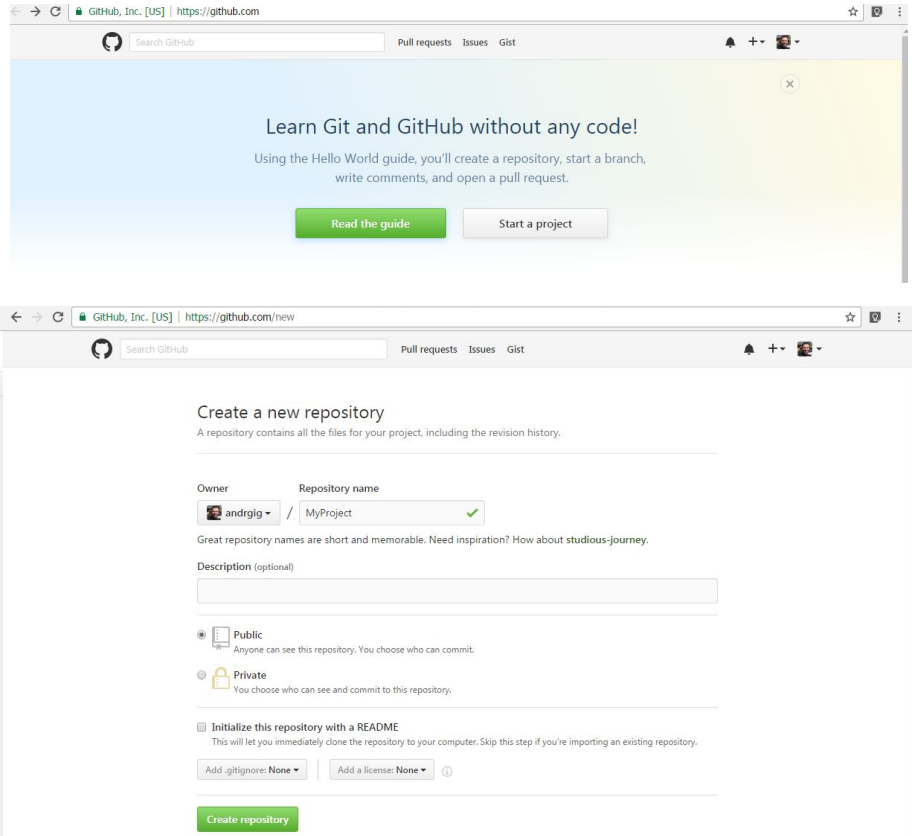 GitHub, Inc. [US] | https://github.com
Search GitHub
Pull requests Issues Gist
Learn Git and GitHub without any code!
Using the Hello World guide, you'll create a repository, start a branch,
write comments, and open a pull request.
Read the guide
Start a project
GitHub, Inc. [US] | https://github.com/new
Search GitHub
Pull requests Issues Gist
Create a new repository
A repository contains all the files for your project, including the revision history.
Owner
Repository name
andrgig / MyProject
Great repository names are short and memorable. Need inspiration? How about studious-journey.
Description (optional)
Public
Anyone can see this repository. You choose who can commit.
Private
You choose who can see and commit to this repository.
Initialize this repository with a README
This will let you immediately clone the repository to your computer. Skip this step if you're importing an existing repository.
Add .gitignore: None
Add a license: None
Create repository